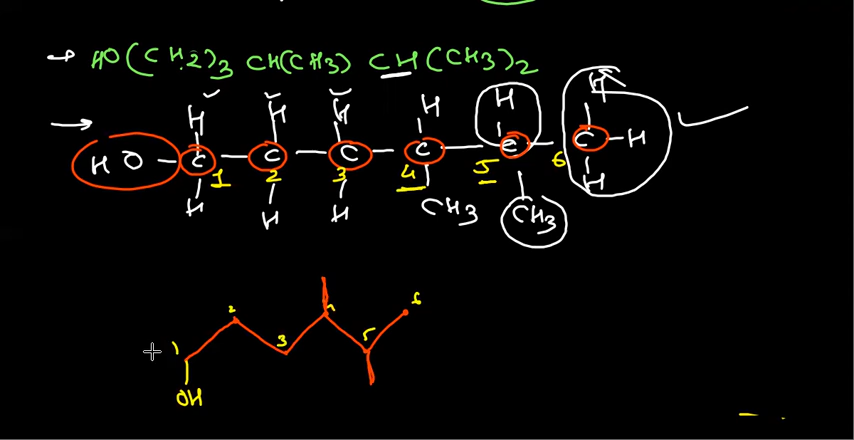 → HO(CH2)3 CH(CH3) CH(CH3)2
H H H H H H
→ HO-C-C-C-C-C-C-H
1 2 3 4 5 6
H H H CH3 CH3 H
1 2 3 4 5 6
OH